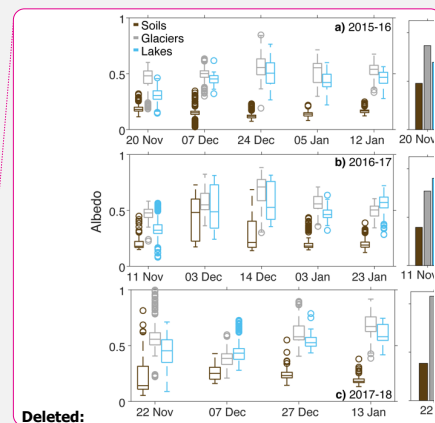 1
Soils
Glaciers
Lakes
a) 2015-16
0.5
0
20 Nov 07 Dec 24 Dec 05 Jan 12 Jan 20 Nov
1
b) 2016-17
Albedo
0.5
0
11 Nov 03 Dec 14 Dec 03 Jan 23 Jan 11 Nov
1
0.5
0
c) 2017-18
22 Nov 07 Dec 27 Dec 13 Jan 22
Deleted: